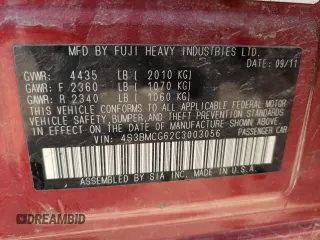 MFD BY FUJI HEAVY INDUSTRIES LTD.
DATE: 09/11
GVWR: 4435 LB ( 2010 KG)
GAWR: F 2360 LB ( 1070 KG)
GAWR: R 2340 LB ( 1060 KG)
THIS VEHICLE CONFORMS TO ALL APPLICABLE FEDERAL MOTOR
VEHICLE SAFETY, BUMPER, AND THEFT PREVENTION STANDARDS
IN EFFECT ON THE DATE OF MANUFACTURE SHOWN ABOVE.
VIN: 4S3BMCG62C3003056
PASSENGER CAR
ASSEMBLED BY SIA INC. MADE IN U.S.A.
DREAMBID